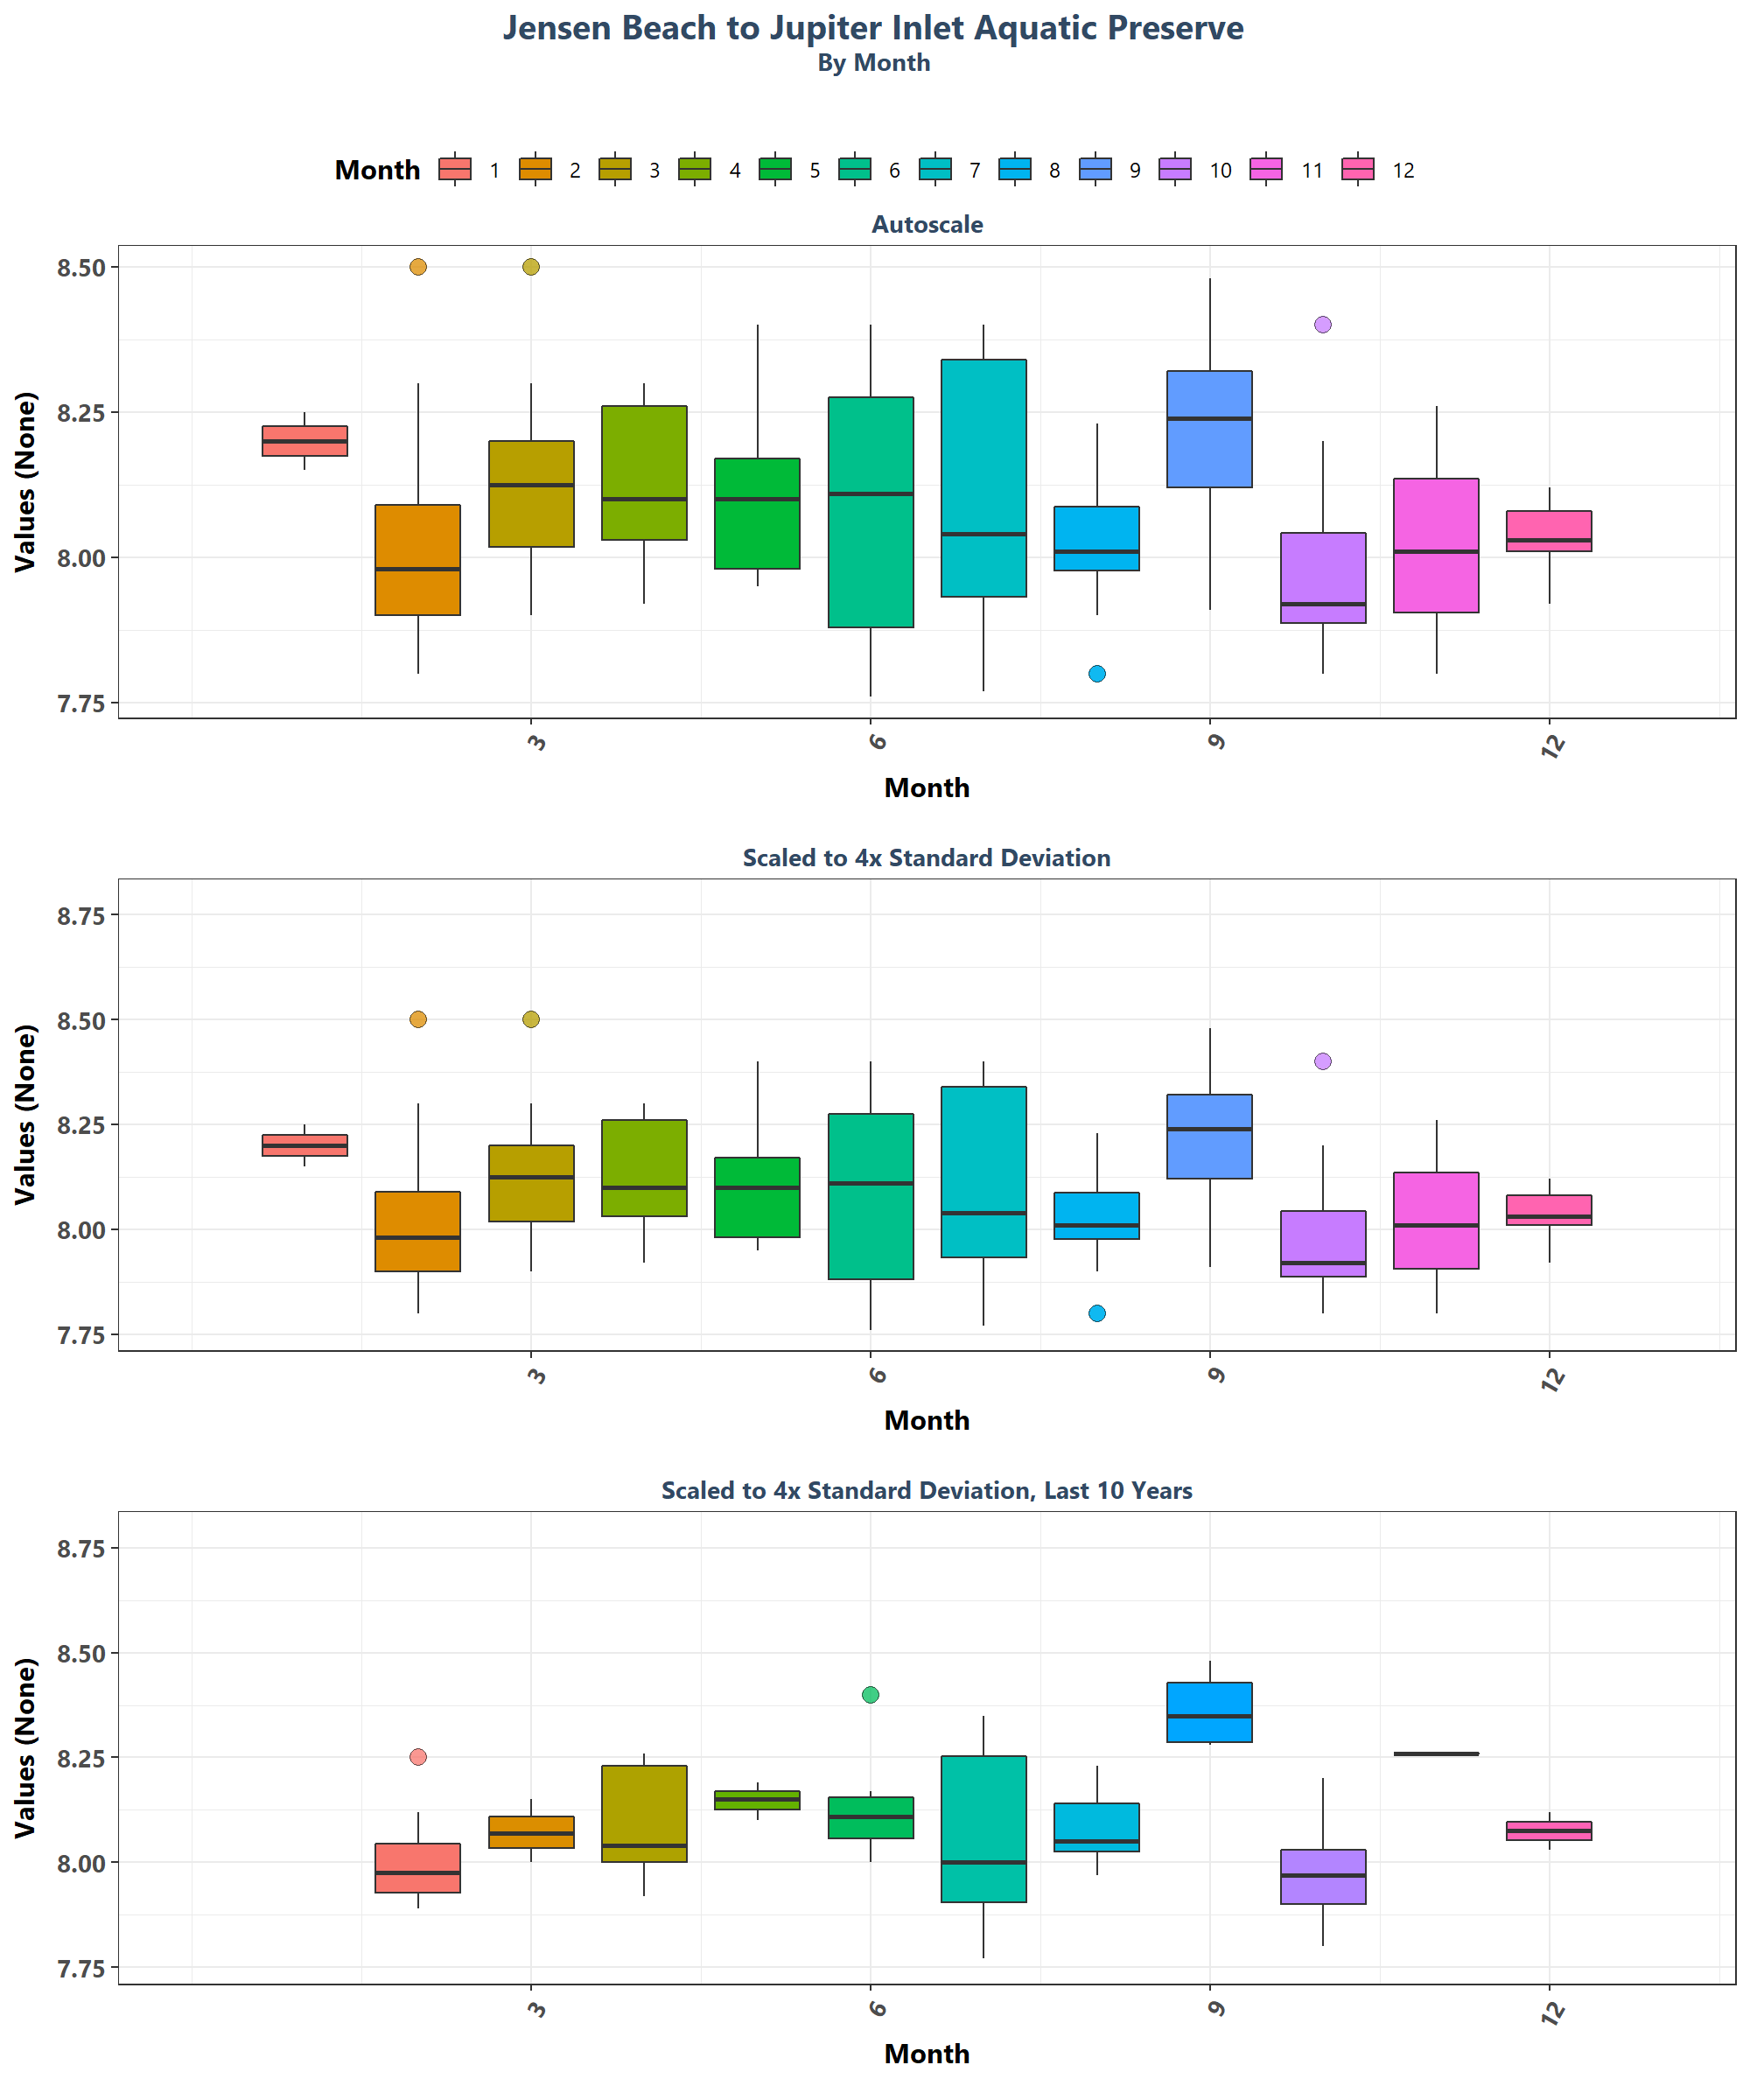 Jensen Beach to Jupiter Inlet Aquatic Preserve
By Month
Month 1 2 3 4 5 6 7 8 9 10 11 12
Autoscale
Values (None)
8.50
8.25
8.00
7.75
3 6 9 12
Month
Scaled to 4x Standard Deviation
Values (None)
8.75
8.50
8.25
8.00
7.75
3 6 9 12
Month
Scaled to 4x Standard Deviation, Last 10 Years
Values (None)
8.75
8.50
8.25
8.00
7.75
3 6 9 12
Month